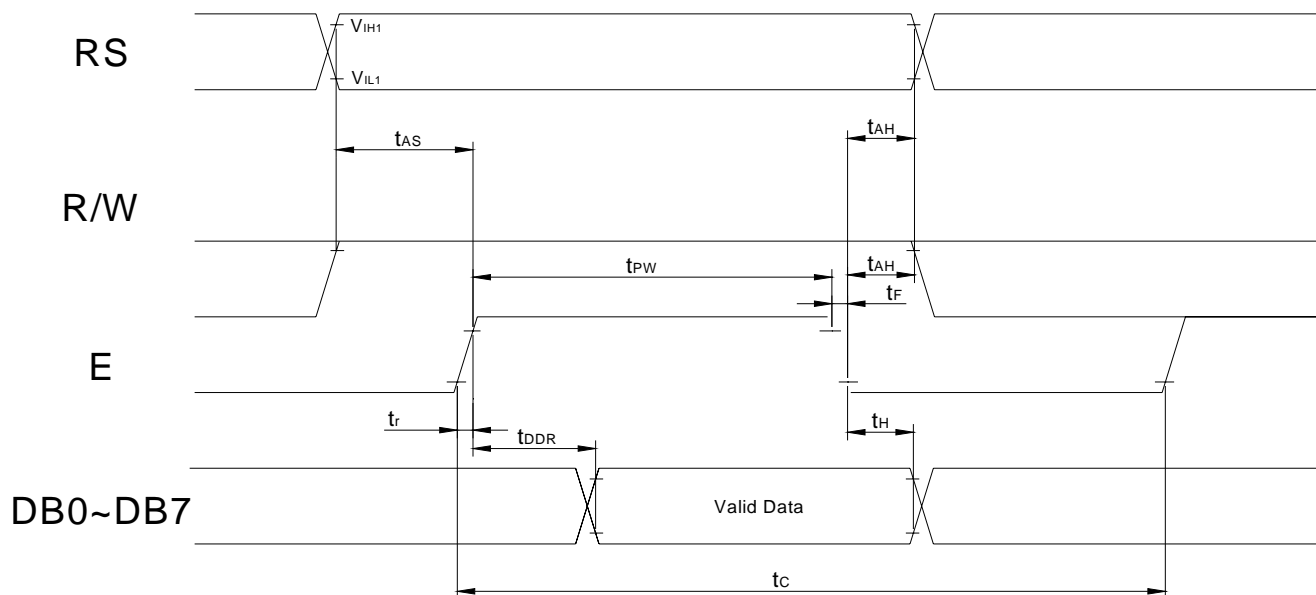 RS
VIH1
VIL1
tAS
tAH
R/W
tPW
tAH
tF
E
tr
tDDR
tH
DB0~DB7
Valid Data
tC